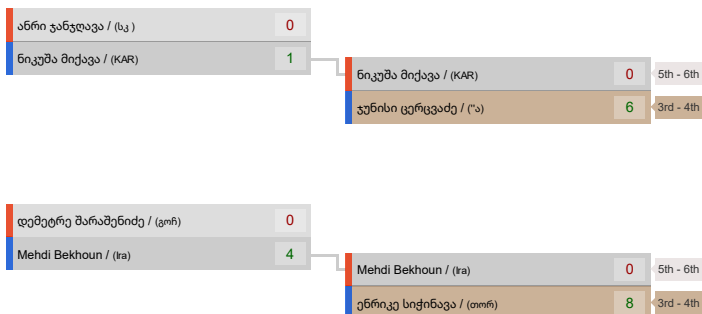 ანრი ჯანჯღავა / (სკ ) 0
ნიკუშა მიქავა / (KAR) 1
ნიკუშა მიქავა / (KAR) 0 5th - 6th
ჯუნისი ცერცვაძე / ("ა) 6 3rd - 4th
დემეტრე შარაშენიძე / (გორ) 0
Mehdi Bekhoun / (Ira) 4
Mehdi Bekhoun / (Ira) 0 5th - 6th
ენრიკე სიჭინავა / (თორ) 8 3rd - 4th